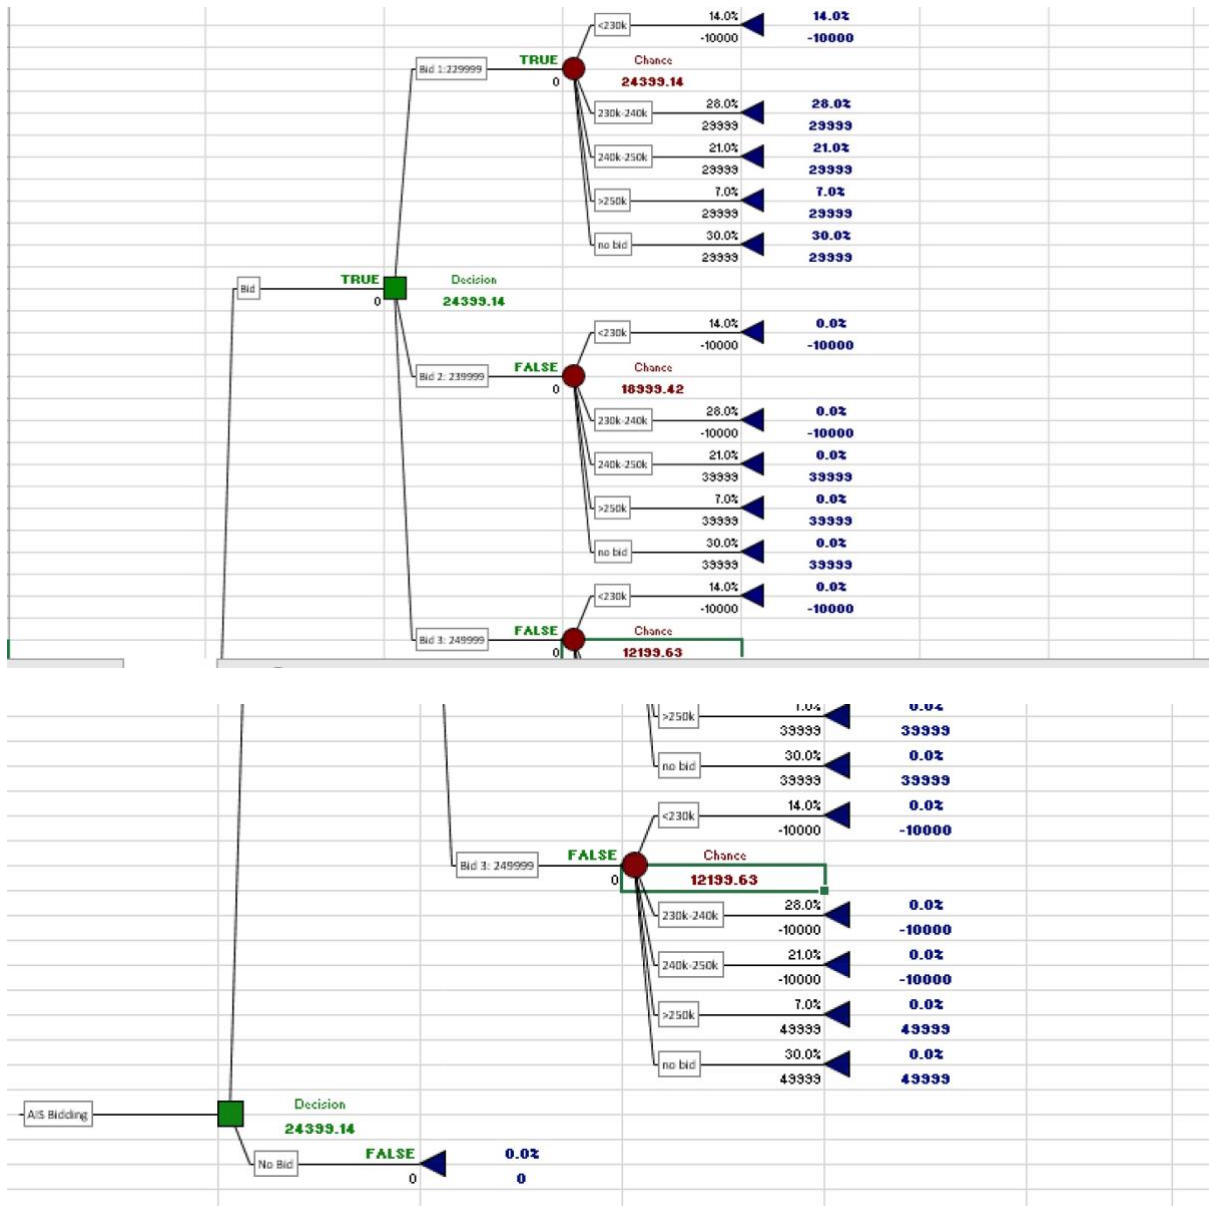 <230k 14.0% 14.0%
-10000 -10000
Bid 1:229999 TRUE Chance
0 24399.14
230k-240k 28.0% 28.0%
29999 29999
240k-250k 21.0% 21.0%
29999 29999
>250k 7.0% 7.0%
29999 29999
no bid 30.0% 30.0%
29999 29999
Bid TRUE Decision
0 24399.14
<230k 14.0% 0.0%
-10000 -10000
Bid 2: 239999 FALSE Chance
0 18999.42
230k-240k 28.0% 0.0%
-10000 -10000
240k-250k 21.0% 0.0%
39999 39999
>250k 7.0% 0.0%
39999 39999
no bid 30.0% 0.0%
39999 39999
<230k 14.0% 0.0%
-10000 -10000
Bid 3: 249999 FALSE Chance
0 12199.63
>250k 7.0% 0.0%
39999 39999
no bid 30.0% 0.0%
39999 39999
<230k 14.0% 0.0%
-10000 -10000
Bid 3: 249999 FALSE Chance
0 12199.63
230k-240k 28.0% 0.0%
-10000 -10000
240k-250k 21.0% 0.0%
-10000 -10000
>250k 7.0% 0.0%
49999 49999
no bid 30.0% 0.0%
49999 49999
AIS Bidding Decision
24399.14
No Bid FALSE 0.0%
0 0